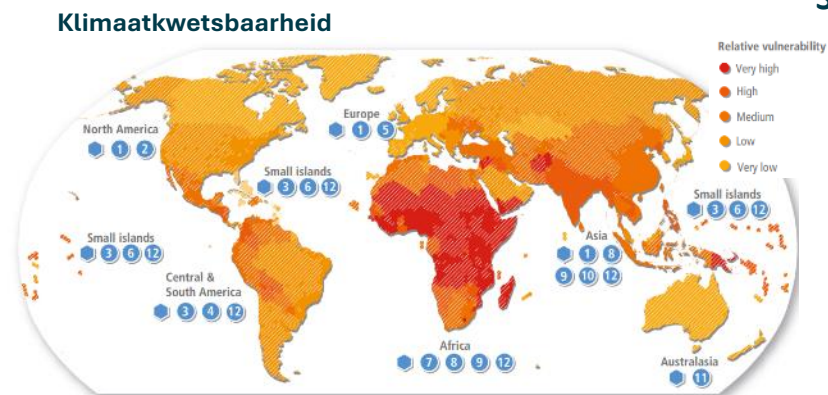 Klimaatkwetsbaarheid
Relative vulnerability
Very high
High
Medium
Low
Very low
North America
1 2
Europe
1 5
Small islands
3 6 12
Small islands
3 6 12
Small islands
3 6 12
Central &
South America
3 4 12
Asia
1 8
9 10 12
Africa
7 8 9 12
Australasia
11